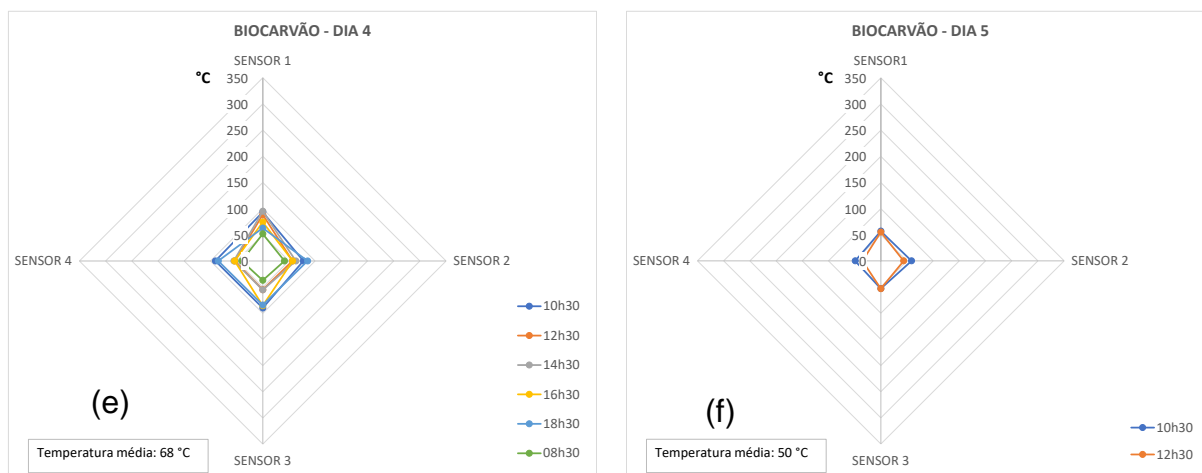 BIOCARVÃO - DIA 4
SENSOR 1
°C
350
300
250
200
150
100
50
0
SENSOR 4
SENSOR 2
10h30
12h30
14h30
16h30
18h30
08h30
(e)
Temperatura média: 68 °C
SENSOR 3
BIOCARVÃO - DIA 5
SENSOR1
°C
350
300
250
200
150
100
50
0
SENSOR 4
SENSOR 2
(f)
10h30
12h30
Temperatura média: 50 °C
SENSOR 3